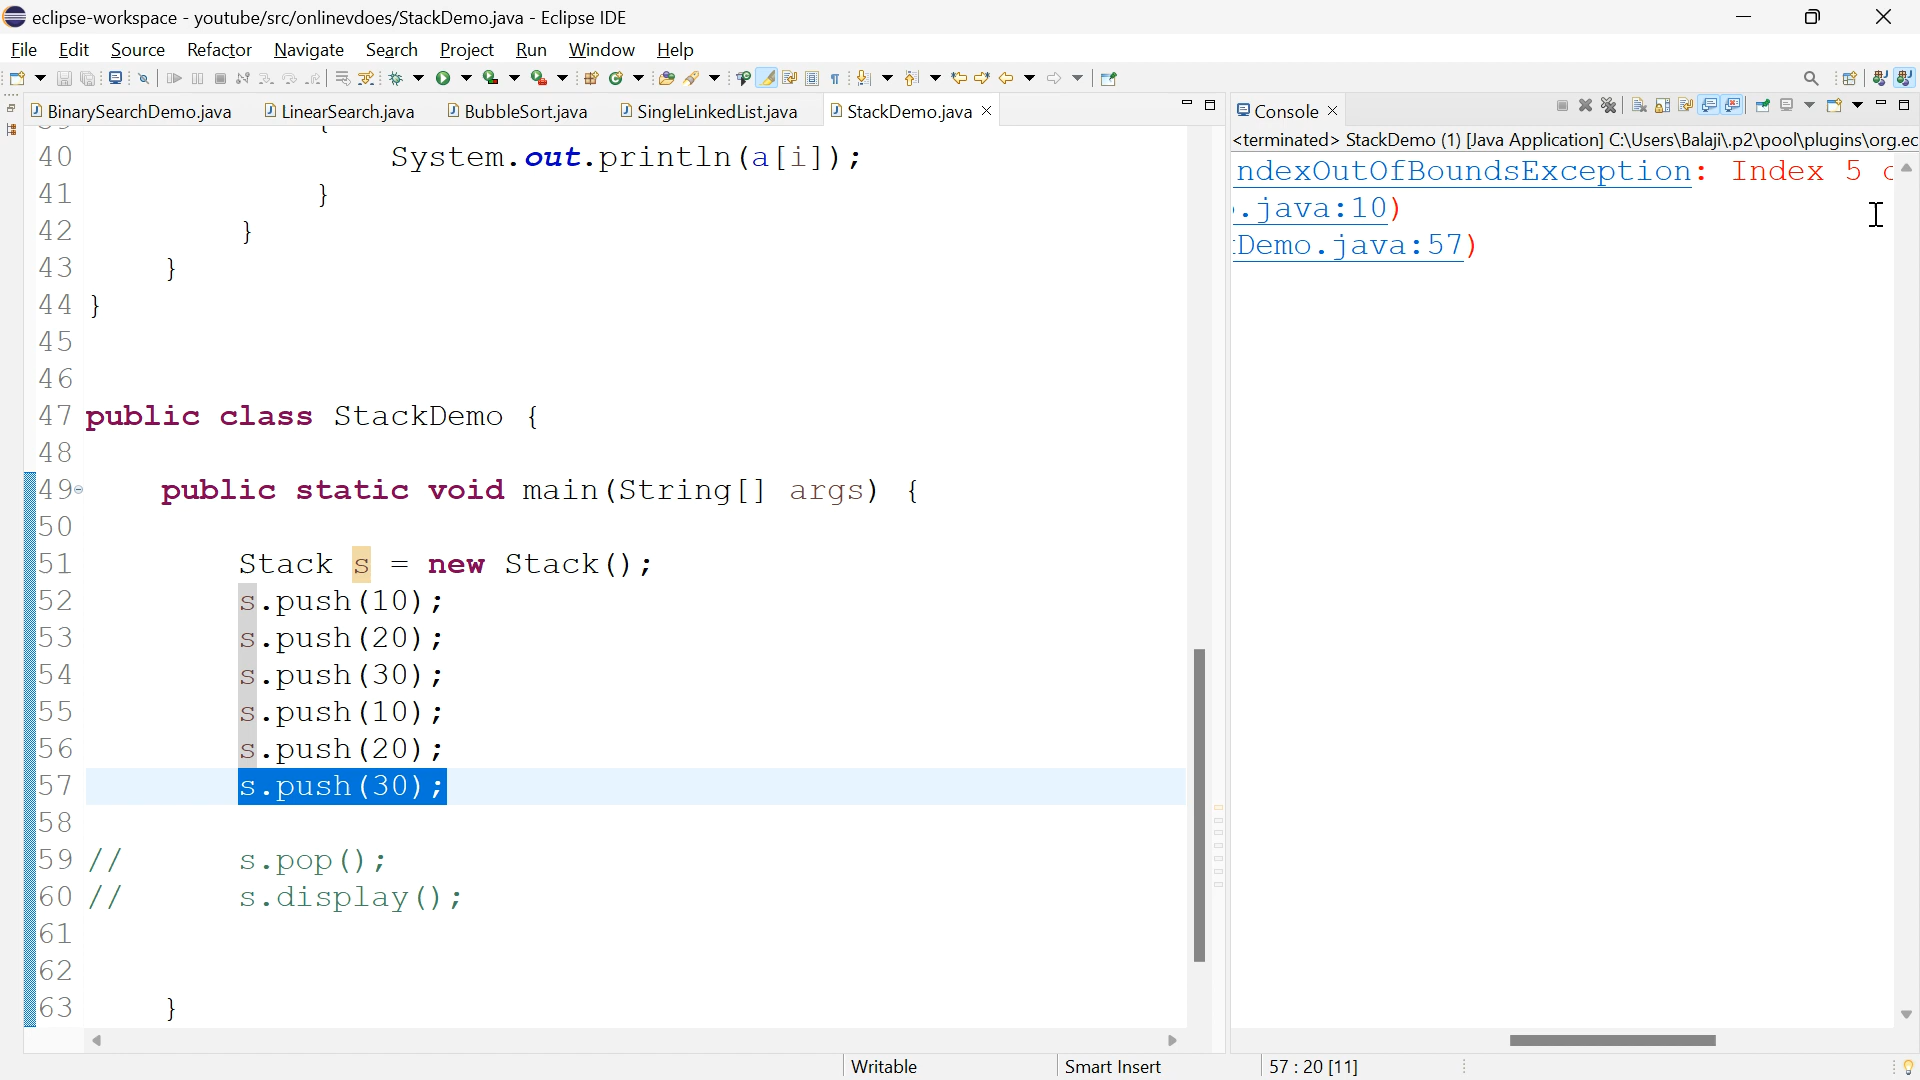 eclipse-workspace - youtube/src/onlinevdoes/StackDemo.java - Eclipse IDE
File Edit Source Refactor Navigate Search Project Run Window Help
BinarySearchDemo.java LinearSearch.java BubbleSort.java SingleLinkedList.java StackDemo.java
40 System.out.println(a[i]);
41 }
42 }
43 }
44 }
45
46
47 public class StackDemo {
48
49 public static void main(String[] args) {
50
51 Stack s = new Stack();
52 s.push(10);
53 s.push(20);
54 s.push(30);
55 s.push(10);
56 s.push(20);
57 s.push(30);
58
59 // s.pop();
60 // s.display();
61
62
63 }
Console
<terminated> StackDemo (1) [Java Application] C:\Users\Balaji\.p2\pool\plugins\org.ec
ndexOutOfBoundsException: Index 5
.java:10)
Demo.java:57)
Writable Smart Insert 57 : 20 [11]